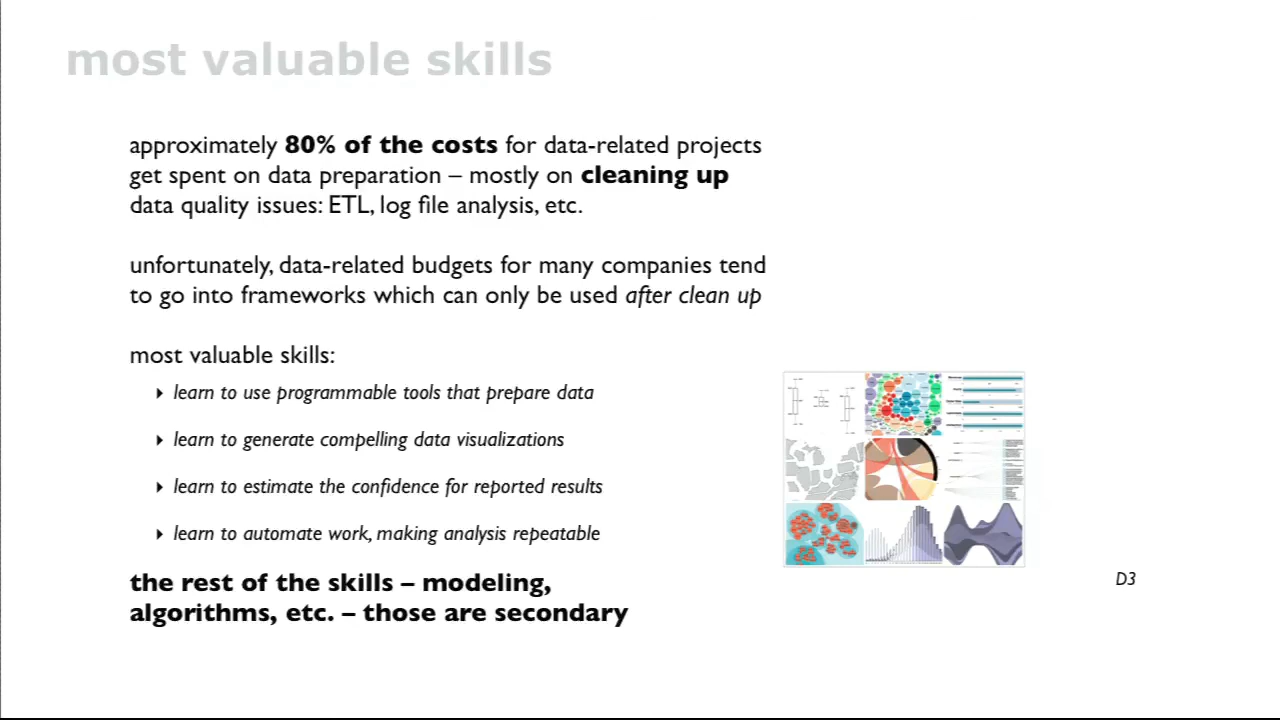 most valuable skills
approximately 80% of the costs for data-related projects
get spent on data preparation – mostly on cleaning up
data quality issues: ETL, log file analysis, etc.
unfortunately, data-related budgets for many companies tend
to go into frameworks which can only be used after clean up
most valuable skills:
‣ learn to use programmable tools that prepare data
‣ learn to generate compelling data visualizations
‣ learn to estimate the confidence for reported results
‣ learn to automate work, making analysis repeatable
the rest of the skills – modeling,
algorithms, etc. – those are secondary
D3